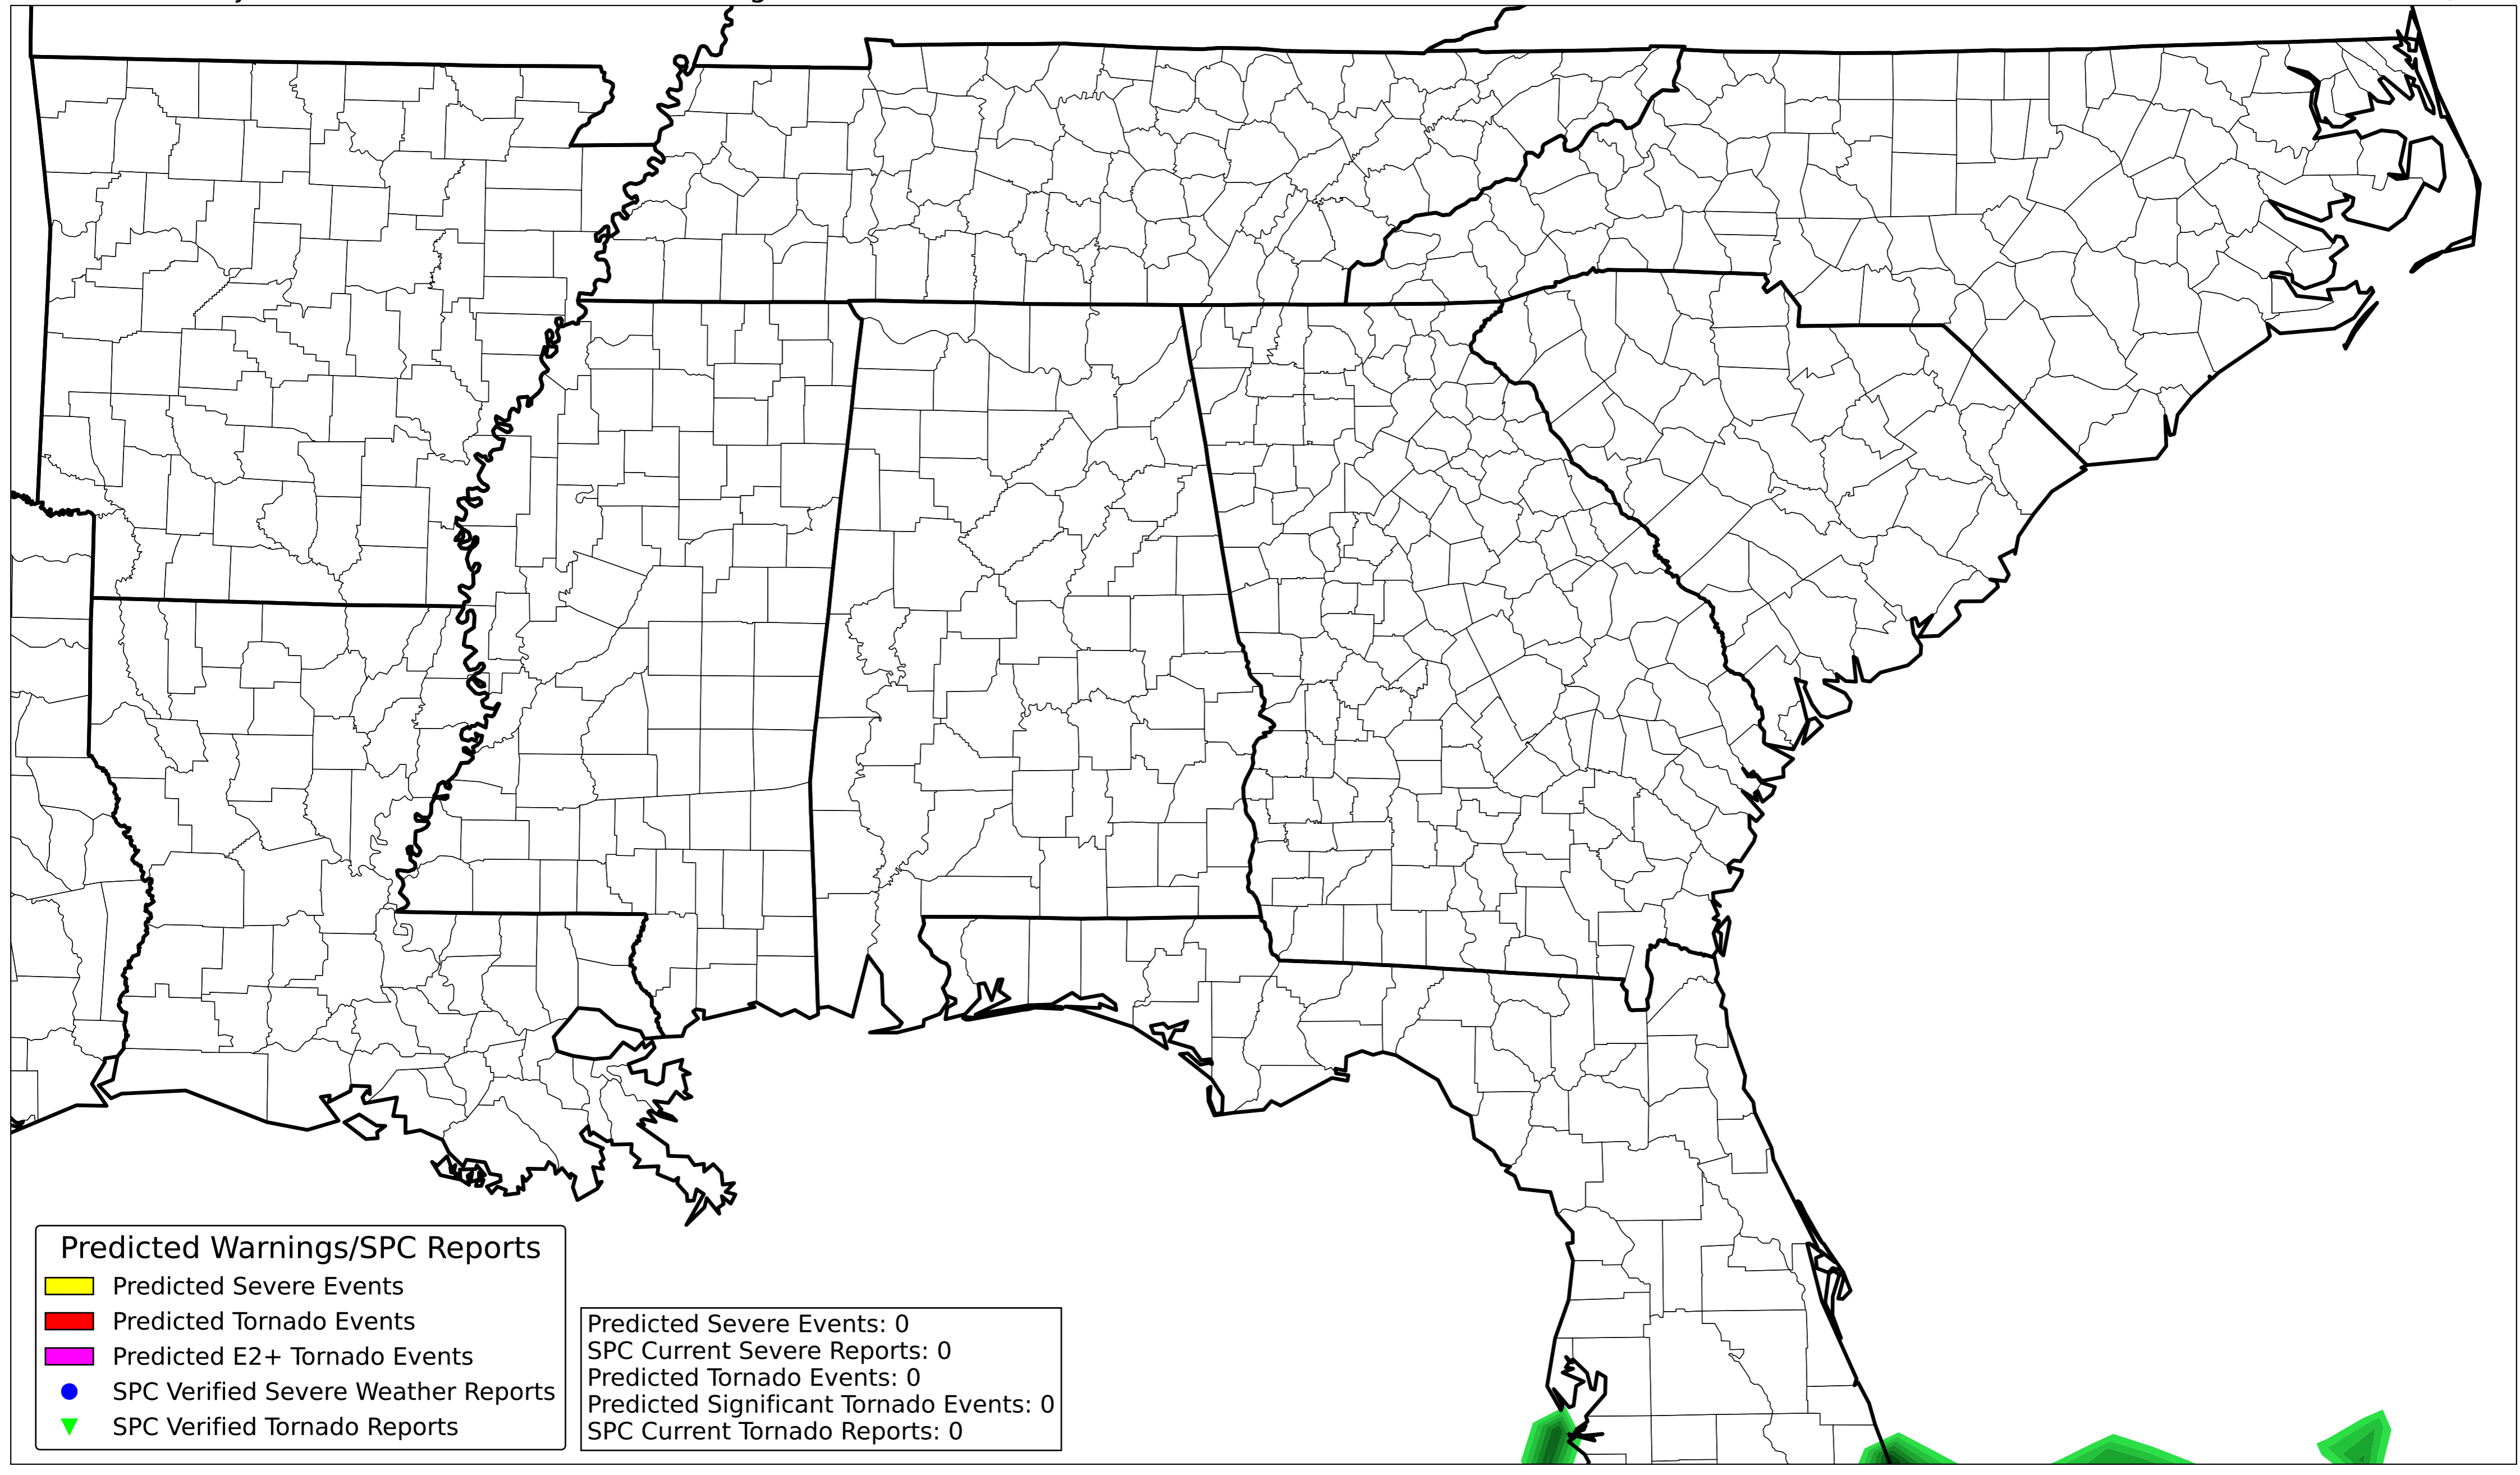 Predicted Warnings/SPC Reports
Predicted Severe Events
Predicted Tornado Events
Predicted E2+ Tornado Events
SPC Verified Severe Weather Reports
SPC Verified Tornado Reports
Predicted Severe Events: 0
SPC Current Severe Reports: 0
Predicted Tornado Events: 0
Predicted Significant Tornado Events: 0
SPC Current Tornado Reports: 0